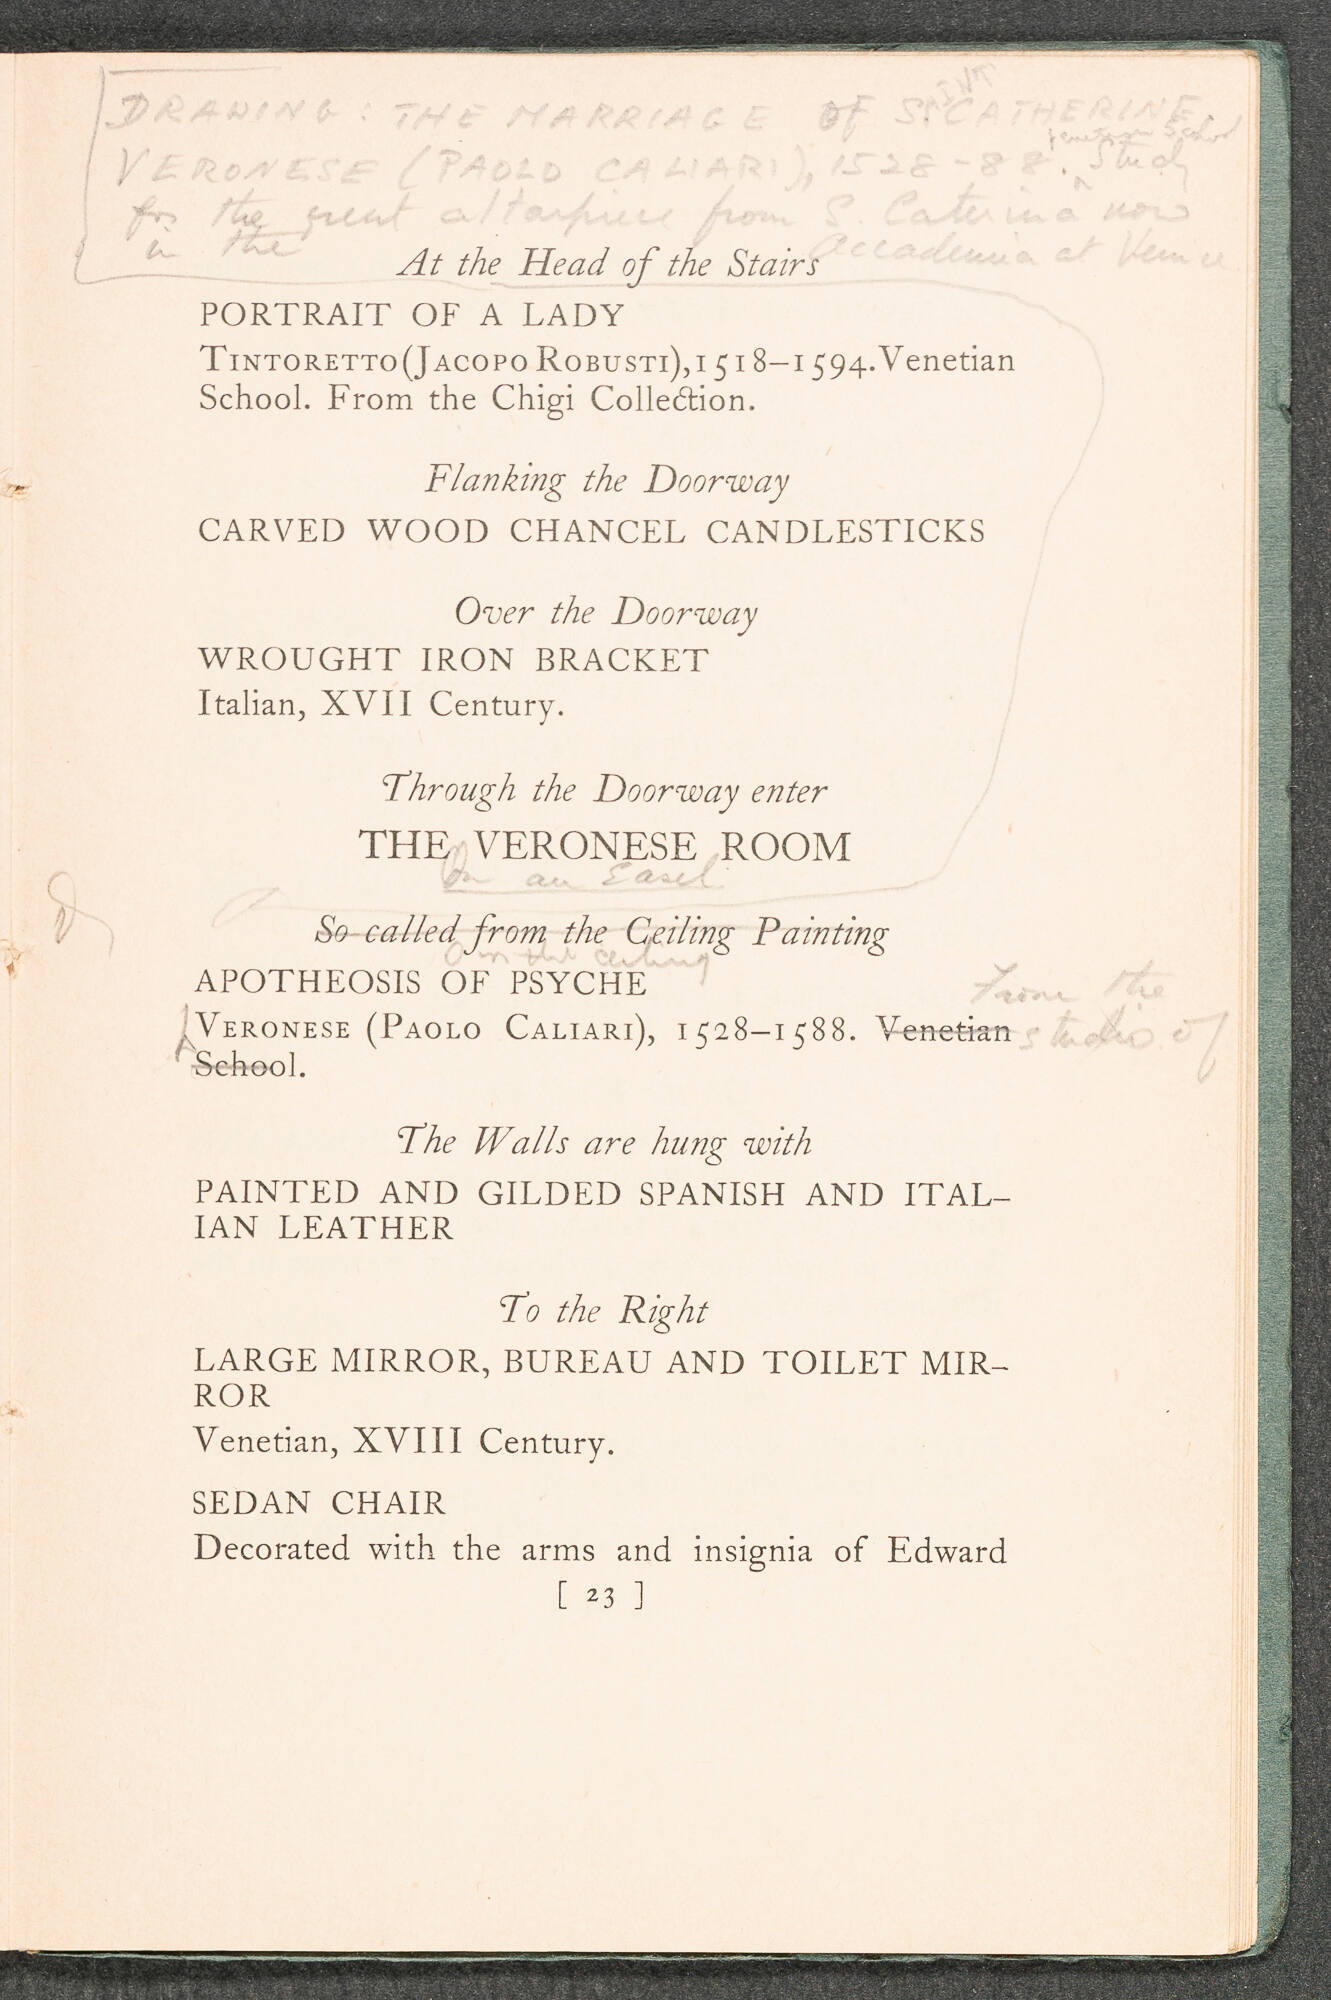 DRAWING: THE MARRIAGE OF ST. CATHERINE
Venetian School
VERONESE (PAOLO CALIARI), 1528-88. Study
for the great altarpiece from S. Caterina now
in the Accademia at Venice
At the Head of the Stairs
PORTRAIT OF A LADY
TINTORETTO (JACOPO ROBUSTI), 1518–1594. Venetian
School. From the Chigi Collection.
Flanking the Doorway
CARVED WOOD CHANCEL CANDLESTICKS
Over the Doorway
WROUGHT IRON BRACKET
Italian, XVII Century.
Through the Doorway enter
THE VERONESE ROOM
On an Easel
So called from the Ceiling Painting
On the ceiling
APOTHEOSIS OF PSYCHE
From the
VERONESE (PAOLO CALIARI), 1528–1588. Venetian studio of
School.
The Walls are hung with
PAINTED AND GILDED SPANISH AND ITAL-
IAN LEATHER
To the Right
LARGE MIRROR, BUREAU AND TOILET MIR-
ROR
Venetian, XVIII Century.
SEDAN CHAIR
Decorated with the arms and insignia of Edward
[ 23 ]